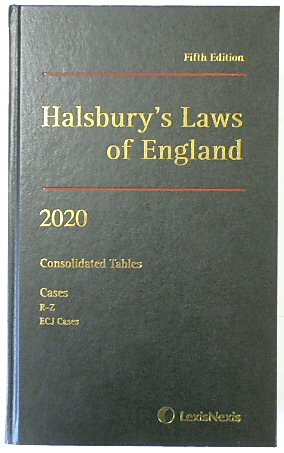 Fifth Edition
Halsbury's Laws
of England
2020
Consolidated Tables
Cases
R–Z
ECJ Cases
LexisNexis